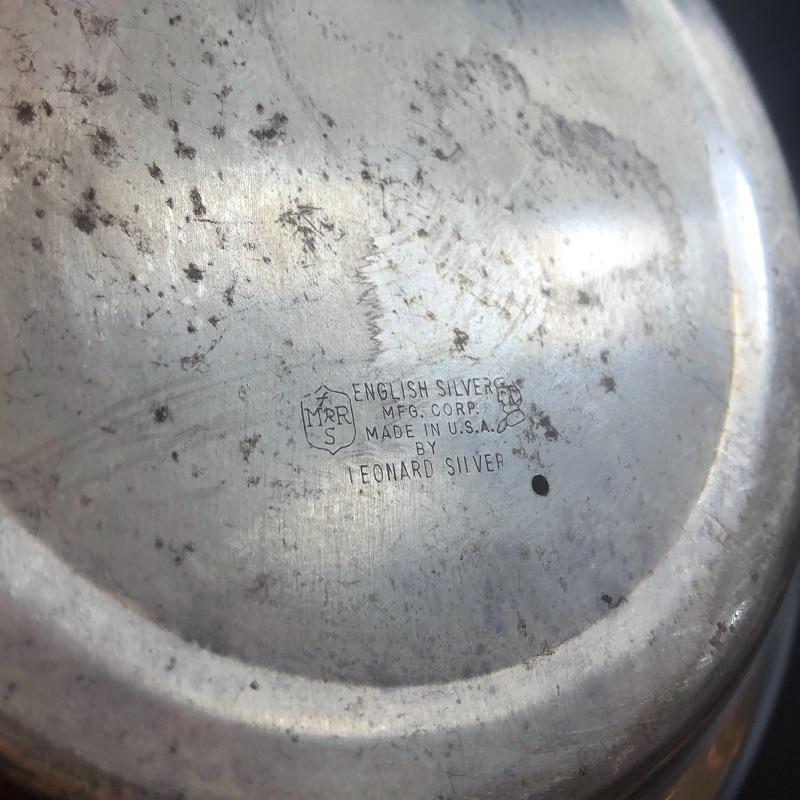 ENGLISH SILVER
MFG. CORP.
MADE IN U.S.A.
BY
LEONARD SILVER